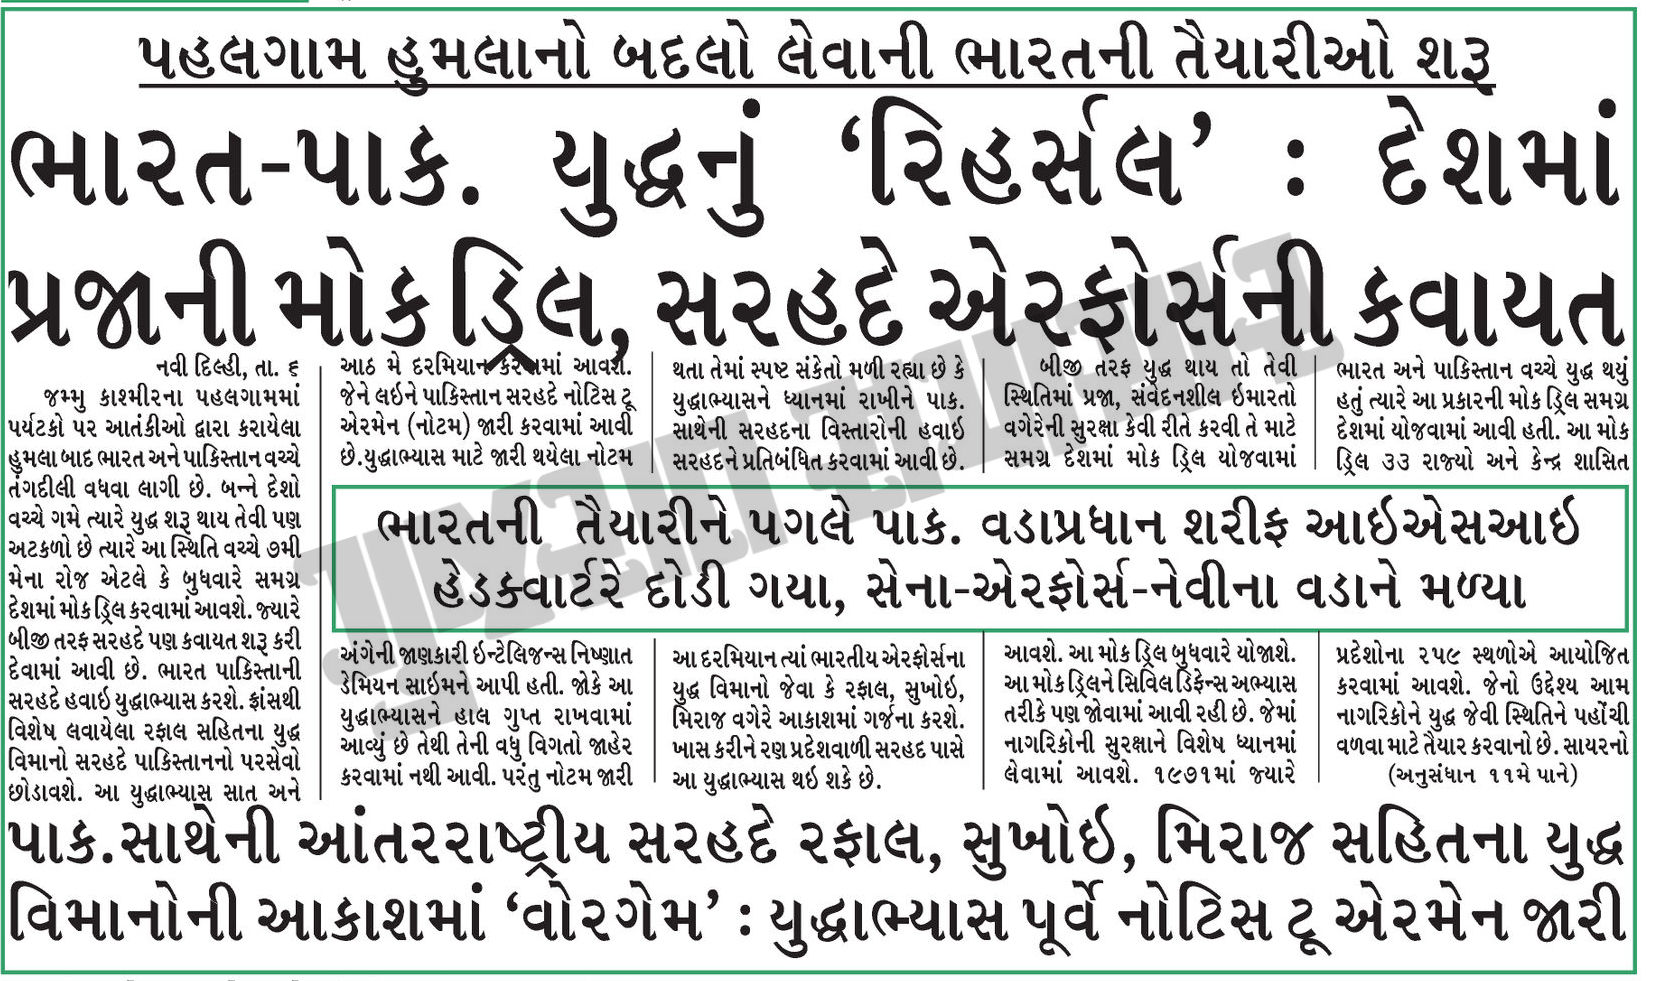 પહલગામ હુમલાનો બદલો લેવાની ભારતની તૈયારીઓ શરૂ
ભારત-પાક. યુદ્ધનું ‘રિહર્સલ’ : દેશમાં
પ્રજાની મોકડ્રિલ, સરહદે એરફોર્સની કવાયત
નવી દિલ્હી, તા. ૬
જમ્મુ કાશ્મીરના પહલગામમાં
પર્યટકો પર આતંકીઓ દ્વારા કરાયેલા
હુમલા બાદ ભારત અને પાકિસ્તાન વચ્ચે
તંગદીલી વધવા લાગી છે. બન્ને દેશો
વચ્ચે ગમે ત્યારે યુદ્ધ શરૂ થાય તેવી પણ
અટકળો છે ત્યારે આ સ્થિતિ વચ્ચે ૭મી
મેના રોજ એટલે કે બુધવારે સમગ્ર
દેશમાં મોક ડ્રિલ કરવામાં આવશે. જ્યારે
બીજી તરફ સરહદે પણ કવાયત શરૂ કરી
દેવામાં આવી છે. ભારત પાકિસ્તાની
સરહદે હવાઇ યુદ્ધાભ્યાસ કરશે. ફ્રાંસથી
વિશેષ લવાયેલા રફાલ સહિતના યુદ્ધ
વિમાનો સરહદે પાકિસ્તાનનો પરસેવો
છોડાવશે. આ યુદ્ધાભ્યાસ સાત અને
આઠ મે દરમિયાન કરવામાં આવશે.
જેને લઇને પાકિસ્તાન સરહદે નોટિસ ટૂ
એરમેન (નોટમ) જારી કરવામાં આવી
છે.યુદ્ધાભ્યાસ માટે જારી થયેલા નોટમ
અંગેની જાણકારી ઇન્ટેલિજન્સ નિષ્ણાત
ડેમિયન સાઇમને આપી હતી. જોકે આ
યુદ્ધાભ્યાસને હાલ ગુપ્ત રાખવામાં
આવ્યું છે તેથી તેની વધુ વિગતો જાહેર
કરવામાં નથી આવી. પરંતુ નોટમ જારી
થતા તેમાં સ્પષ્ટ સંકેતો મળી રહ્યા છે કે
યુદ્ધાભ્યાસને ધ્યાનમાં રાખીને પાક.
સાથેની સરહદના વિસ્તારોની હવાઇ
સરહદને પ્રતિબંધિત કરવામાં આવી છે.
આ દરમિયાન ત્યાં ભારતીય એરફોર્સના
યુદ્ધ વિમાનો જેવા કે રફાલ, સુખોઇ,
મિરાજ વગેરે આકાશમાં ગર્જના કરશે.
ખાસ કરીને રણ પ્રદેશવાળી સરહદ પાસે
આ યુદ્ધાભ્યાસ થઇ શકે છે.
બીજી તરફ યુદ્ધ થાય તો તેવી
સ્થિતિમાં પ્રજા, સંવેદનશીલ ઇમારતો
વગેરેની સુરક્ષા કેવી રીતે કરવી તે માટે
સમગ્ર દેશમાં મોક ડ્રિલ યોજવામાં
આવશે. આ મોક ડ્રિલ બુધવારે યોજાશે.
આ મોક ડ્રિલને સિવિલ ડિફેન્સ અભ્યાસ
તરીકે પણ જોવામાં આવી રહી છે. જેમાં
નાગરિકોની સુરક્ષાને વિશેષ ધ્યાનમાં
લેવામાં આવશે. ૧૯૭૧માં જ્યારે
ભારત અને પાકિસ્તાન વચ્ચે યુદ્ધ થયું
હતું ત્યારે આ પ્રકારની મોક ડ્રિલ સમગ્ર
દેશમાં યોજવામાં આવી હતી. આ મોક
ડ્રિલ ૩૩ રાજ્યો અને કેન્દ્ર શાસિત
પ્રદેશોના ૨૫૯ સ્થળોએ આયોજિત
કરવામાં આવશે. જેનો ઉદ્દેશ્ય આમ
નાગરિકોને યુદ્ધ જેવી સ્થિતિને પહોંચી
વળવા માટે તૈયાર કરવાનો છે. સાયરનો
(અનુસંધાન ૧૧મે પાને)
ભારતની તૈયારીને પગલે પાક. વડાપ્રધાન શરીફ આઇએસઆઇ
હેડક્વાર્ટરે દોડી ગયા, સેના-એરફોર્સ-નેવીના વડાને મળ્યા
પાક.સાથેની આંતરરાષ્ટ્રીય સરહદે રફાલ, સુખોઇ, મિરાજ સહિતના યુદ્ધ
વિમાનોની આકાશમાં ‘વોરગેમ’ : યુદ્ધાભ્યાસ પૂર્વે નોટિસ ટૂ એરમેન જારી
ગુજરાત સમાચાર